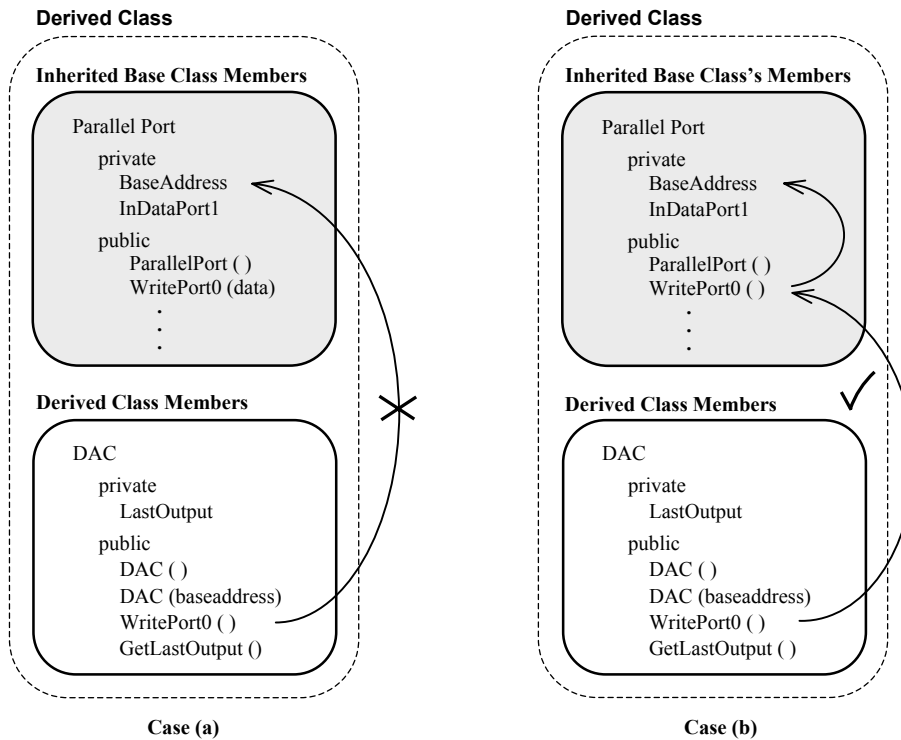 Derived Class
Inherited Base Class Members
Parallel Port
private
BaseAddress
InDataPort1
public
ParallelPort ( )
WritePort0 (data)
Derived Class Members
DAC
private
LastOutput
public
DAC ( )
DAC (baseaddress)
WritePort0 ( )
GetLastOutput ()
Case (a)
Derived Class
Inherited Base Class's Members
Parallel Port
private
BaseAddress
InDataPort1
public
ParallelPort ( )
WritePort0 ( )
Derived Class Members
DAC
private
LastOutput
public
DAC ( )
DAC (baseaddress)
WritePort0 ( )
GetLastOutput ( )
Case (b)